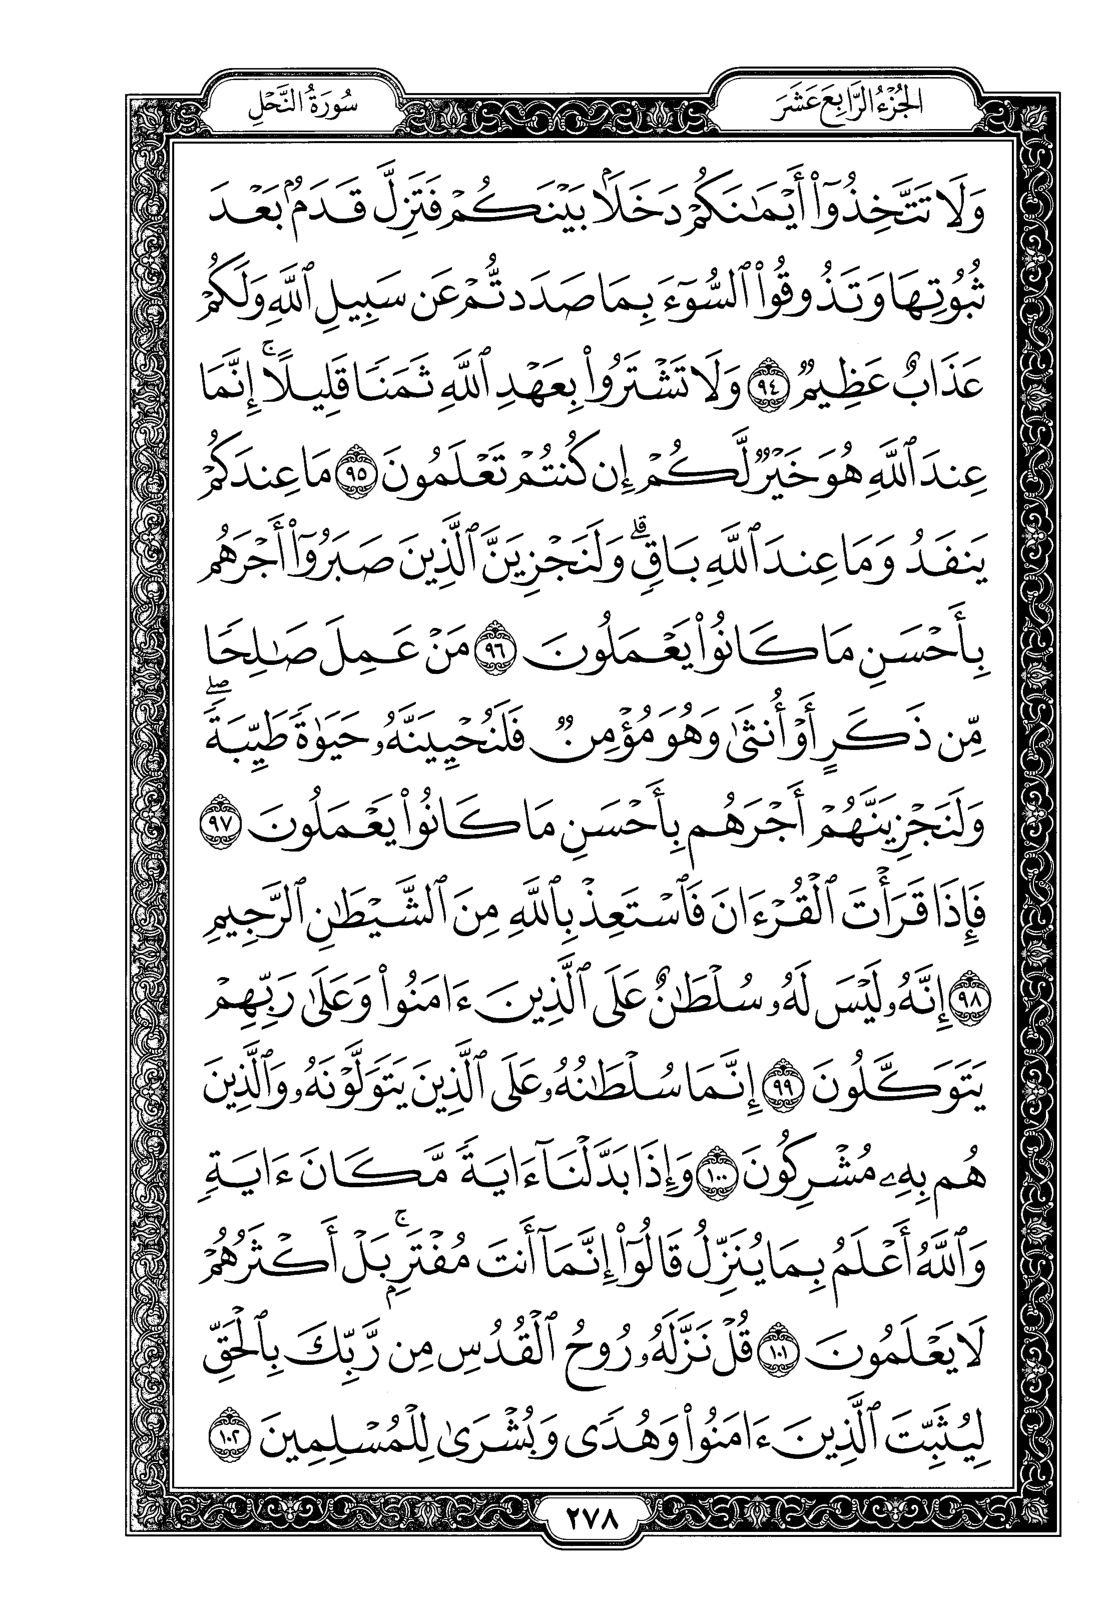 الجُزْءُ الرَّابِعَ عَشَرَ
سُورَةُ النَّحْلِ
وَلَا تَتَّخِذُوٓا۟ أَيْمَٰنَكُمْ دَخَلًۢا بَيْنَكُمْ فَتَزِلَّ قَدَمٌۢ بَعْدَ
ثُبُوتِهَا وَتَذُوقُوا۟ ٱلسُّوٓءَ بِمَا صَدَدتُّمْ عَن سَبِيلِ ٱللَّهِ وَلَكُمْ
عَذَابٌ عَظِيمٌ ٩٤ وَلَا تَشْتَرُوا۟ بِعَهْدِ ٱللَّهِ ثَمَنًا قَلِيلًا ۚ إِنَّمَا
عِندَ ٱللَّهِ هُوَ خَيْرٌ لَّكُمْ إِن كُنتُمْ تَعْلَمُونَ ٩٥ مَا عِندَكُمْ
يَنفَدُ وَمَا عِندَ ٱللَّهِ بَاقٍ ۗ وَلَنَجْزِيَنَّ ٱلَّذِينَ صَبَرُوٓا۟ أَجْرَهُم
بِأَحْسَنِ مَا كَانُوا۟ يَعْمَلُونَ ٩٦ مَنْ عَمِلَ صَٰلِحًا
مِّن ذَكَرٍ أَوْ أُنثَىٰ وَهُوَ مُؤْمِنٌ فَلَنُحْيِيَنَّهُۥ حَيَوٰةً طَيِّبَةً ۖ
وَلَنَجْزِيَنَّهُمْ أَجْرَهُم بِأَحْسَنِ مَا كَانُوا۟ يَعْمَلُونَ ٩٧
فَإِذَا قَرَأْتَ ٱلْقُرْءَانَ فَٱسْتَعِذْ بِٱللَّهِ مِنَ ٱلشَّيْطَٰنِ ٱلرَّجِيمِ
٩٨ إِنَّهُۥ لَيْسَ لَهُۥ سُلْطَٰنٌ عَلَى ٱلَّذِينَ ءَامَنُوا۟ وَعَلَىٰ رَبِّهِمْ
يَتَوَكَّلُونَ ٩٩ إِنَّمَا سُلْطَٰنُهُۥ عَلَى ٱلَّذِينَ يَتَوَلَّوْنَهُۥ وَٱلَّذِينَ
هُم بِهِۦ مُشْرِكُونَ ١٠٠ وَإِذَا بَدَّلْنَآ ءَايَةً مَّكَانَ ءَايَةٍ
وَٱللَّهُ أَعْلَمُ بِمَا يُنَزِّلُ قَالُوٓا۟ إِنَّمَآ أَنتَ مُفْتَرٍۭ ۚ بَلْ أَكْثَرُهُمْ
لَا يَعْلَمُونَ ١٠١ قُلْ نَزَّلَهُۥ رُوحُ ٱلْقُدُسِ مِن رَّبِّكَ بِٱلْحَقِّ
لِيُثَبِّتَ ٱلَّذِينَ ءَامَنُوا۟ وَهُدًى وَبُشْرَىٰ لِلْمُسْلِمِينَ ١٠٢
٢٧٨